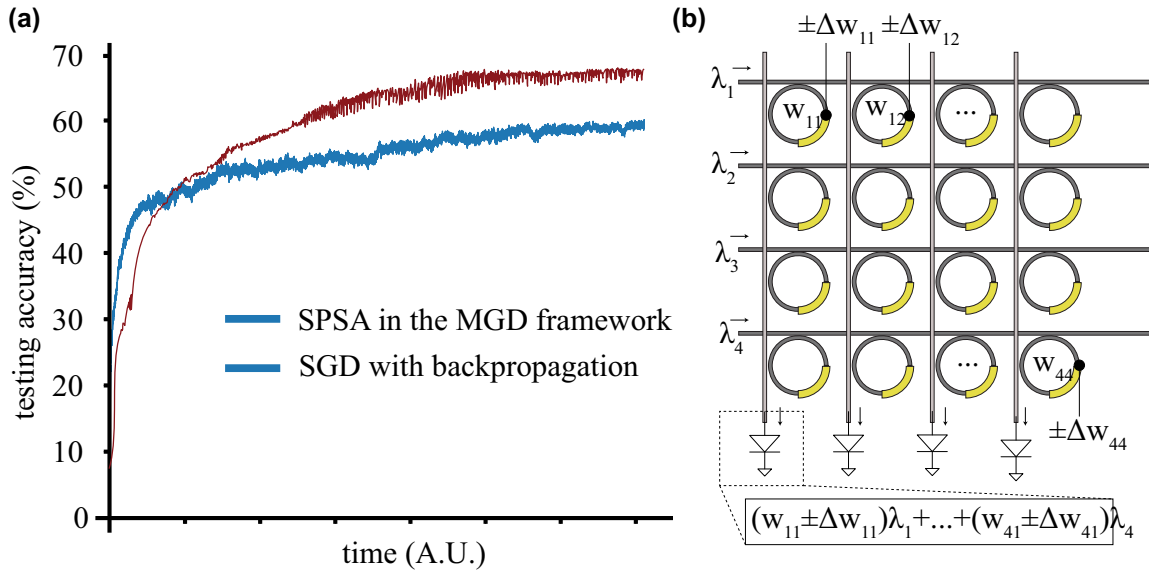 (a)
70
60
50
40
30
20
10
0
testing accuracy (%)
time (A.U.)
SPSA in the MGD framework
SGD with backpropagation
(b)
±Δw₁₁ ±Δw₁₂
λ₁
w₁₁ w₁₂ ...
λ₂
λ₃
λ₄
... w₄₄
±Δw₄₄
(w₁₁±Δw₁₁)λ₁+...+(w₄₁±Δw₄₁)λ₄